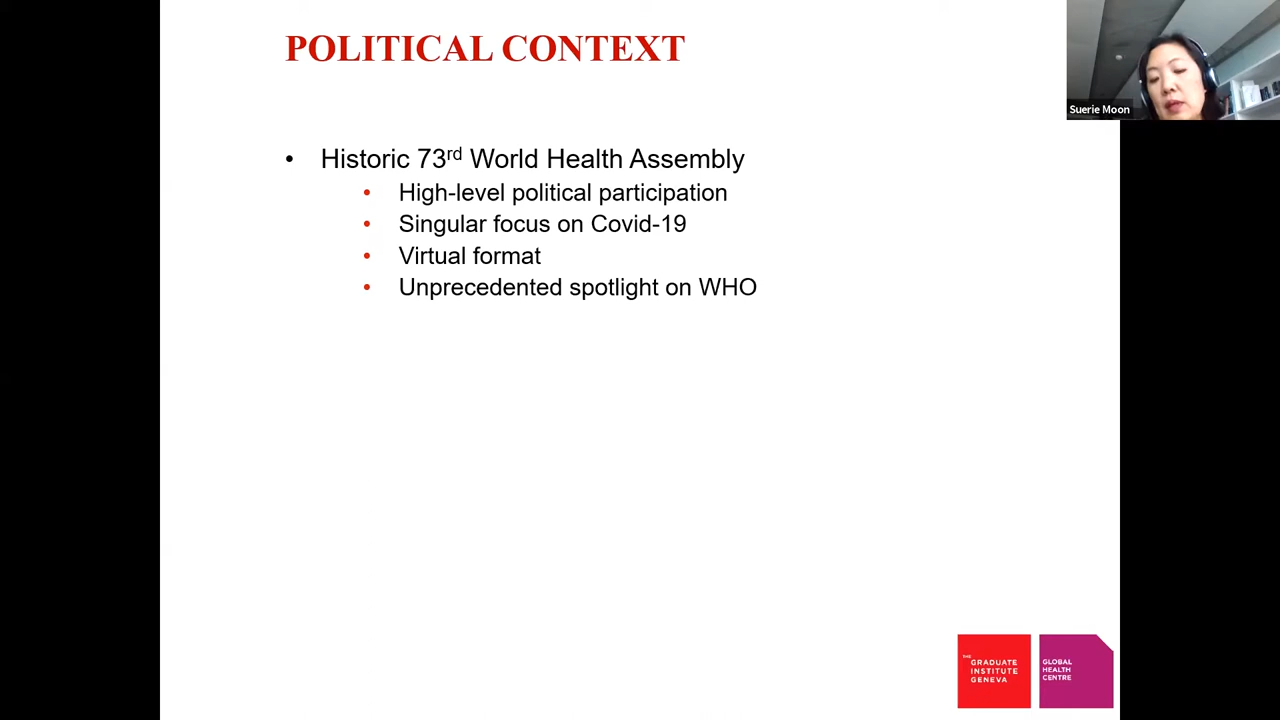 POLITICAL CONTEXT
Suerie Moon
• Historic 73rd World Health Assembly
• High-level political participation
• Singular focus on Covid-19
• Virtual format
• Unprecedented spotlight on WHO
THE
GRADUATE
INSTITUTE
GENEVA
GLOBAL
HEALTH
CENTRE